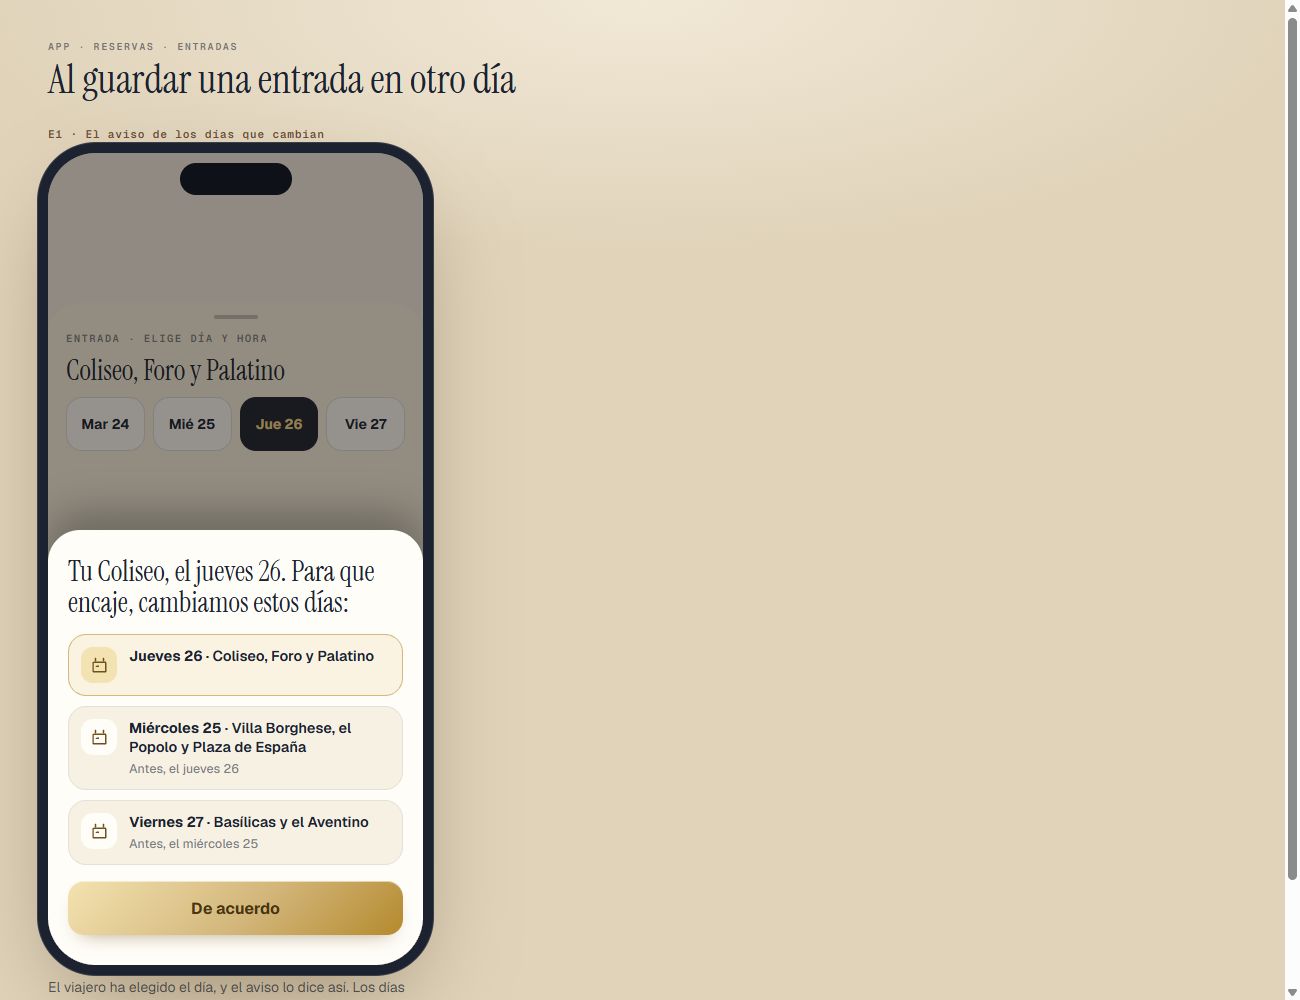 APP · RESERVAS · ENTRADAS
Al guardar una entrada en otro día
E1 · El aviso de los días que cambian
ENTRADA · ELIGE DÍA Y HORA
Coliseo, Foro y Palatino
Mar 24
Mié 25
Jue 26
Vie 27
Tu Coliseo, el jueves 26. Para que
encaje, cambiamos estos días:
Jueves 26 · Coliseo, Foro y Palatino
Miércoles 25 · Villa Borghese, el
Popolo y Plaza de España
Antes, el jueves 26
Viernes 27 · Basílicas y el Aventino
Antes, el miércoles 25
De acuerdo
El viajero ha elegido el día, y el aviso lo dice así. Los días